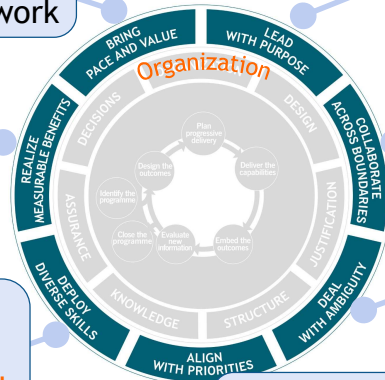 work
BRING
PACE AND VALUE
LEAD
WITH PURPOSE
Organization
REALIZE
MEASURABLE BENEFITS
DECISIONS
DESIGN
COLLABORATE
ACROSS BOUNDARIES
Plan
progressive
delivery
Design the
outcomes
Deliver the
capabilities
Identify the
programme
Close the
programme
Evaluate
new
information
Embed the
outcomes
ASSURANCE
JUSTIFICATION
KNOWLEDGE
STRUCTURE
DEPLOY
DIVERSE SKILLS
DEAL
WITH AMBIGUITY
ALIGN
WITH PRIORITIES